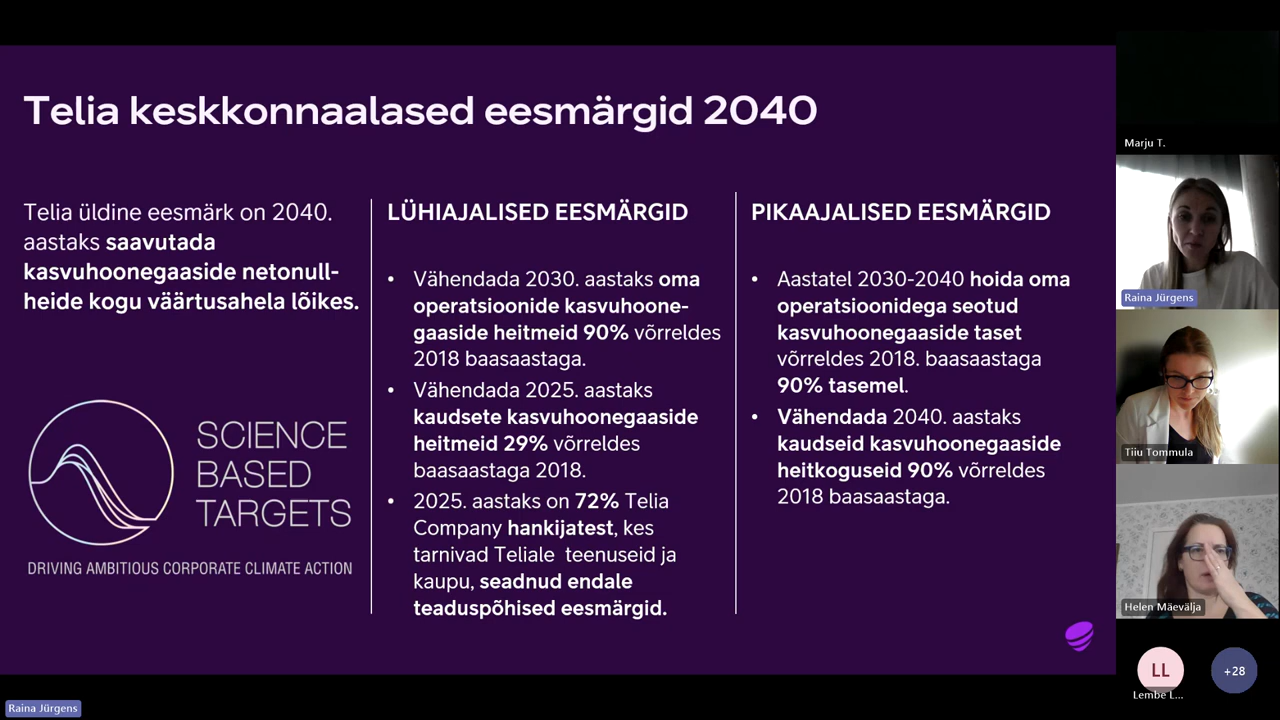 Telia keskkonnaalased eesmärgid 2040
Telia üldine eesmärk on 2040.
aastaks saavutada
kasvuhoonegaaside netonull-
heide kogu väärtusahela lõikes.
SCIENCE
BASED
TARGETS
DRIVING AMBITIOUS CORPORATE CLIMATE ACTION
LÜHIAJALISED EESMÄRGID
• Vähendada 2030. aastaks oma
operatsioonide kasvuhoone-
gaaside heitmeid 90% võrreldes
2018 baasaastaga.
• Vähendada 2025. aastaks
kaudsete kasvuhoonegaaside
heitmeid 29% võrreldes
baasaastaga 2018.
• 2025. aastaks on 72% Telia
Company hankijatest, kes
tarnivad Teliale teenuseid ja
kaupu, seadnud endale
teaduspõhised eesmärgid.
PIKAAJALISED EESMÄRGID
• Aastatel 2030-2040 hoida oma
operatsioonidega seotud
kasvuhoonegaaside taset
võrreldes 2018. baasaastaga
90% tasemel.
• Vähendada 2040. aastaks
kaudseid kasvuhoonegaaside
heitkoguseid 90% võrreldes
2018 baasaastaga.
Marju T.
Raina Jürgens
Tiiu Tommula
Helen Mäevälja
LL
Lembe L...
+28
Raina Jürgens